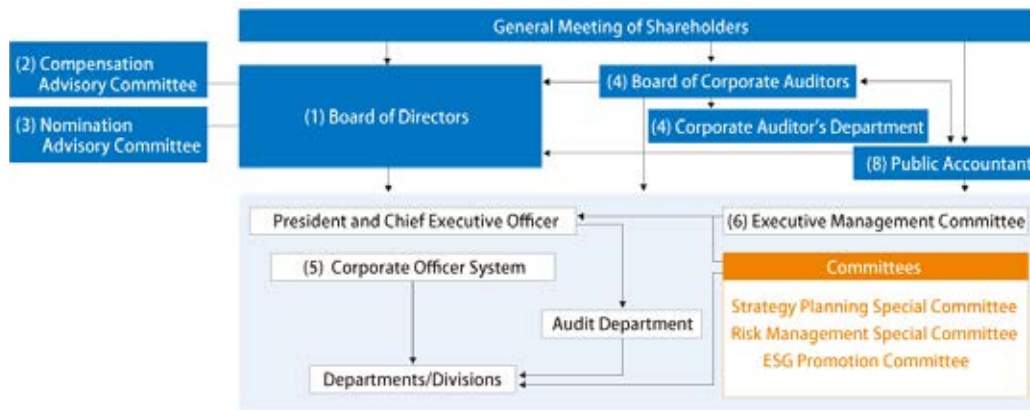 General Meeting of Shareholders
(2) Compensation
Advisory Committee
(3) Nomination
Advisory Committee
(1) Board of Directors
(4) Board of Corporate Auditors
(4) Corporate Auditor's Department
(8) Public Accountant
President and Chief Executive Officer
(6) Executive Management Committee
(5) Corporate Officer System
Committees
Strategy Planning Special Committee
Risk Management Special Committee
ESG Promotion Committee
Audit Department
Departments/Divisions